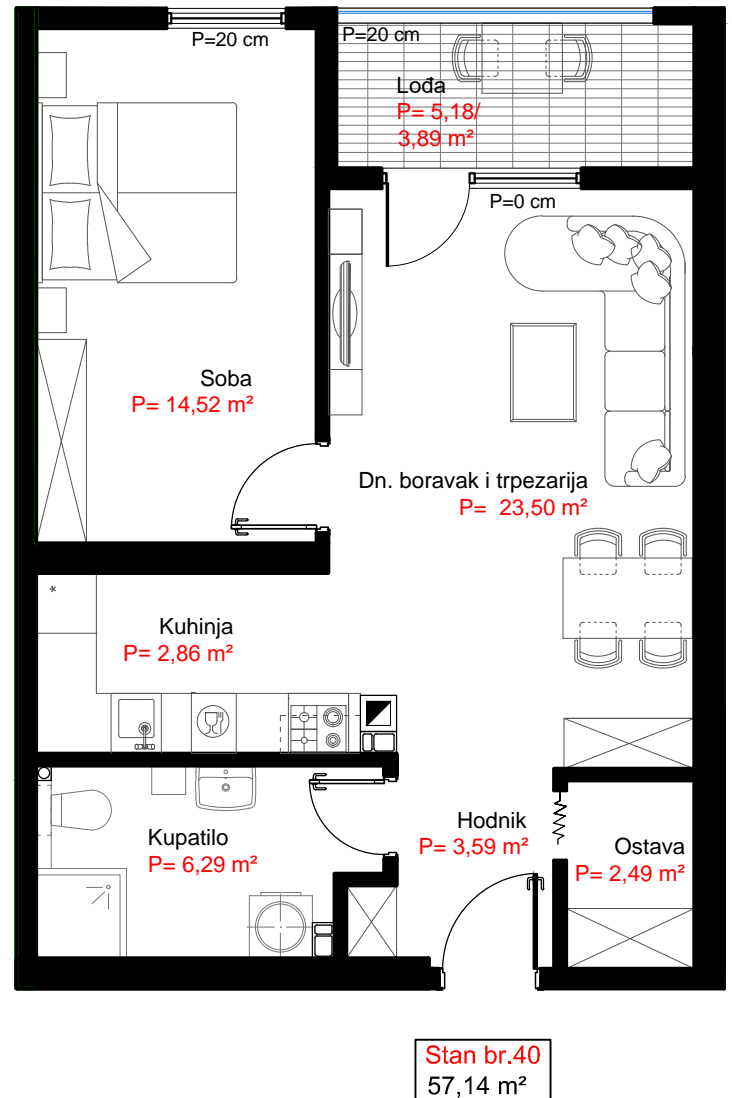 P=20 cm
P=20 cm
Lođa
P= 5,18/
3,89 m²
P=0 cm
Soba
P= 14,52 m²
Dn. boravak i trpezarija
P= 23,50 m²
*
Kuhinja
P= 2,86 m²
Kupatilo
P= 6,29 m²
Hodnik
P= 3,59 m²
Ostava
P= 2,49 m²
Stan br.40
57,14 m²